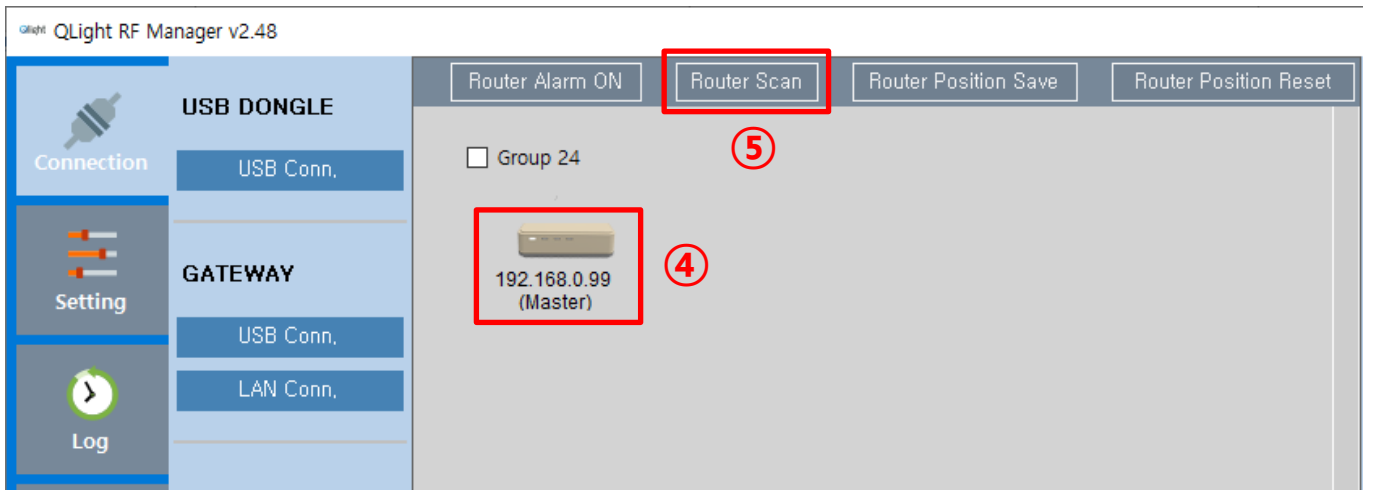 Qlight QLight RF Manager v2.48
Router Alarm ON
Router Scan
Router Position Save
Router Position Reset
Connection
USB DONGLE
USB Conn,
⑤
Group 24
Setting
GATEWAY
USB Conn,
LAN Conn,
192.168.0.99
(Master)
④
Log